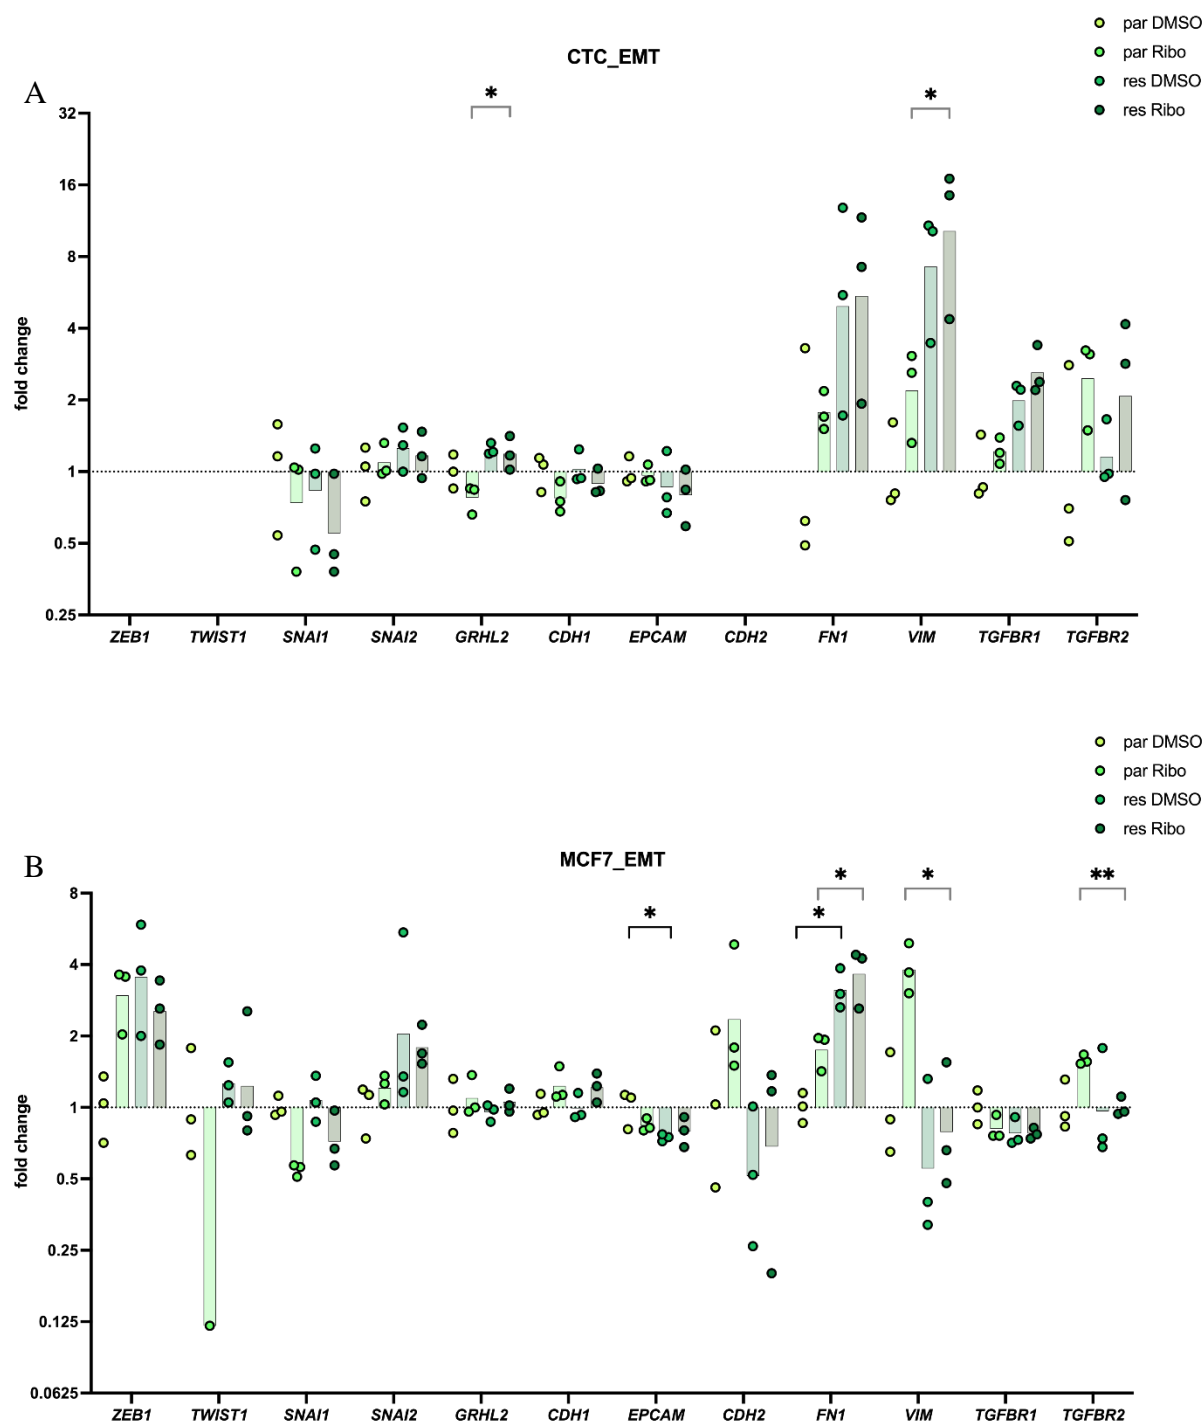 par DMSO
par Ribo
CTC_EMT
res DMSO
A
res Ribo
*
*
32
16
8
4
2
1
0.5
0.25
fold change
ZEB1 TWIST1 SNAI1 SNAI2 GRHL2 CDH1 EPCAM CDH2 FN1 VIM TGFBR1 TGFBR2
par DMSO
par Ribo
res DMSO
res Ribo
B
MCF7_EMT
* * **
* *
8
4
2
1
0.5
0.25
0.125
0.0625
fold change
ZEB1 TWIST1 SNAI1 SNAI2 GRHL2 CDH1 EPCAM CDH2 FN1 VIM TGFBR1 TGFBR2